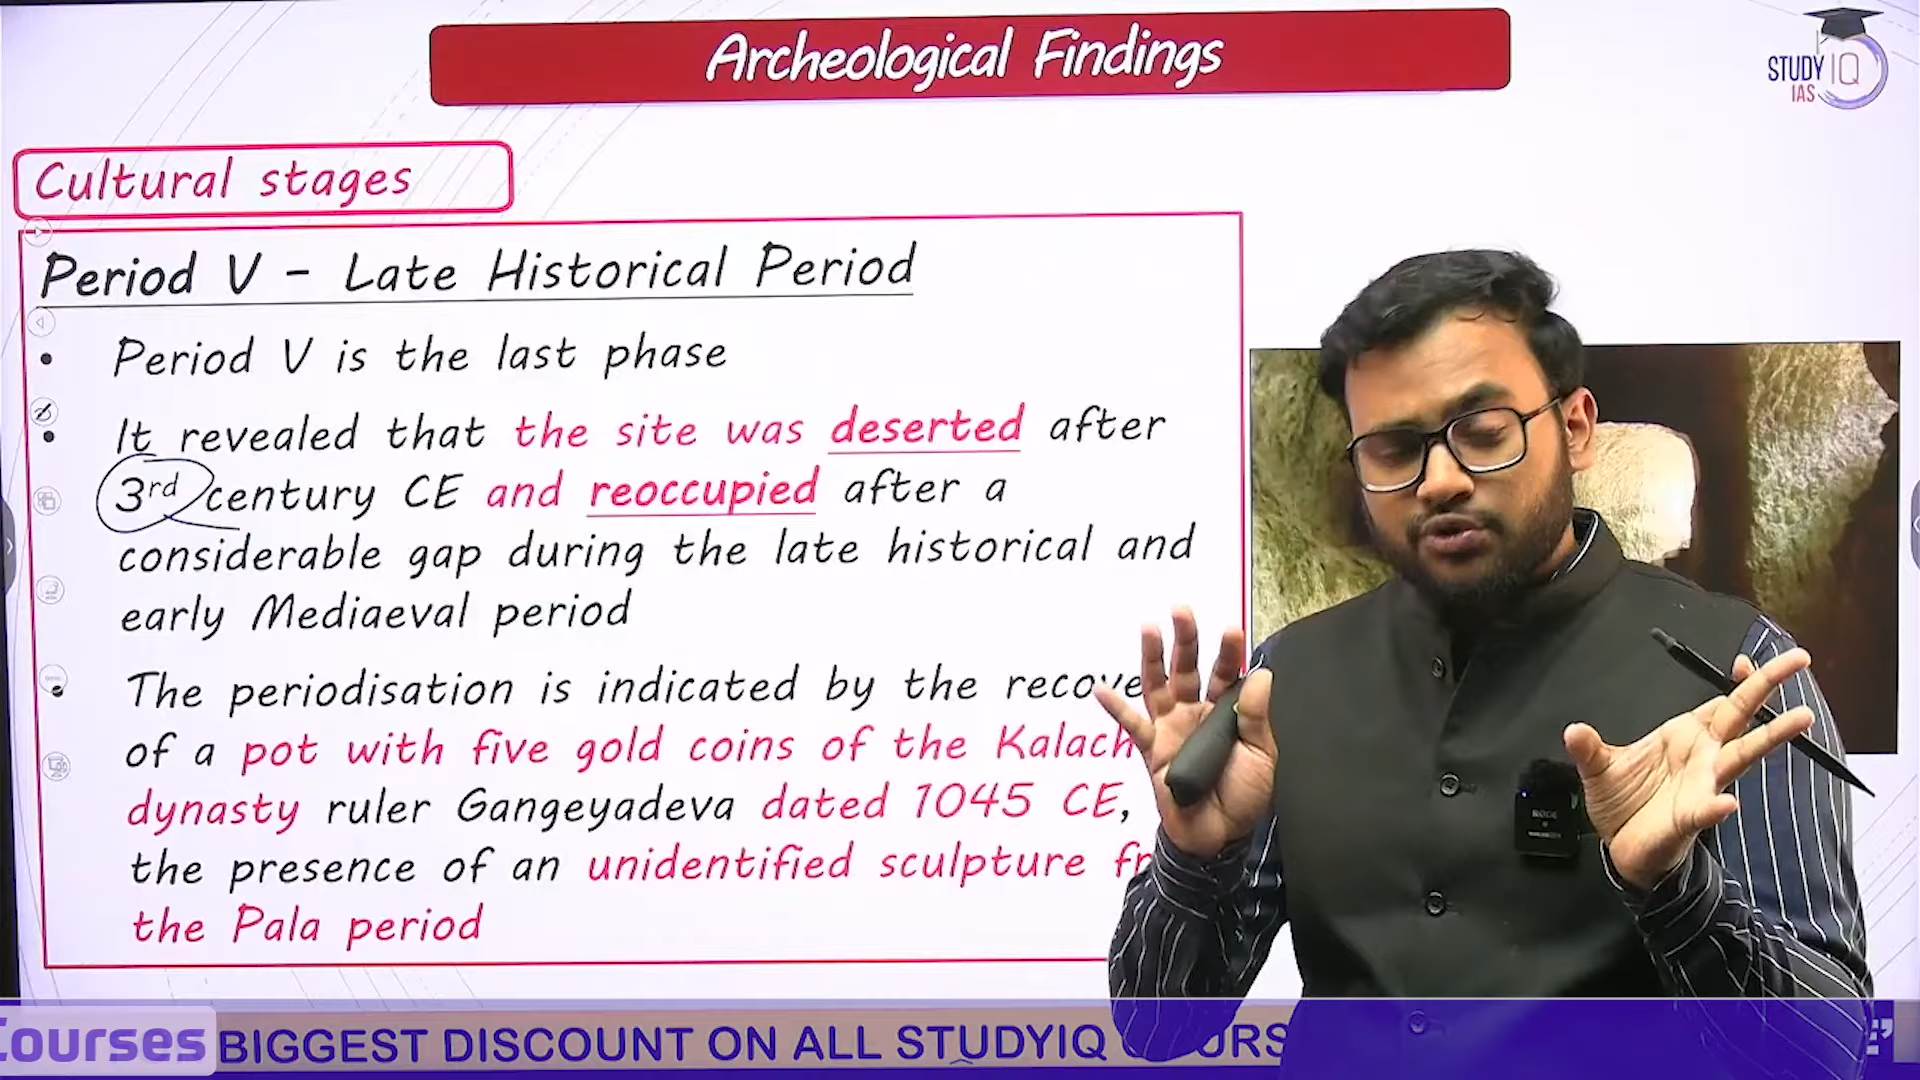 Archeological Findings
STUDY IQ
IAS
Cultural stages
Period V - Late Historical Period
• Period V is the last phase
• It revealed that the site was deserted after
3rd century CE and reoccupied after a
considerable gap during the late historical and
early Mediaeval period
• The periodisation is indicated by the
of a pot with five gold coins of the
dynasty ruler Gangeyadeva dated 1045 CE,
the presence of an unidentified sculpture
the Pala period
Courses BIGGEST DISCOUNT ON ALL STUDYIQ